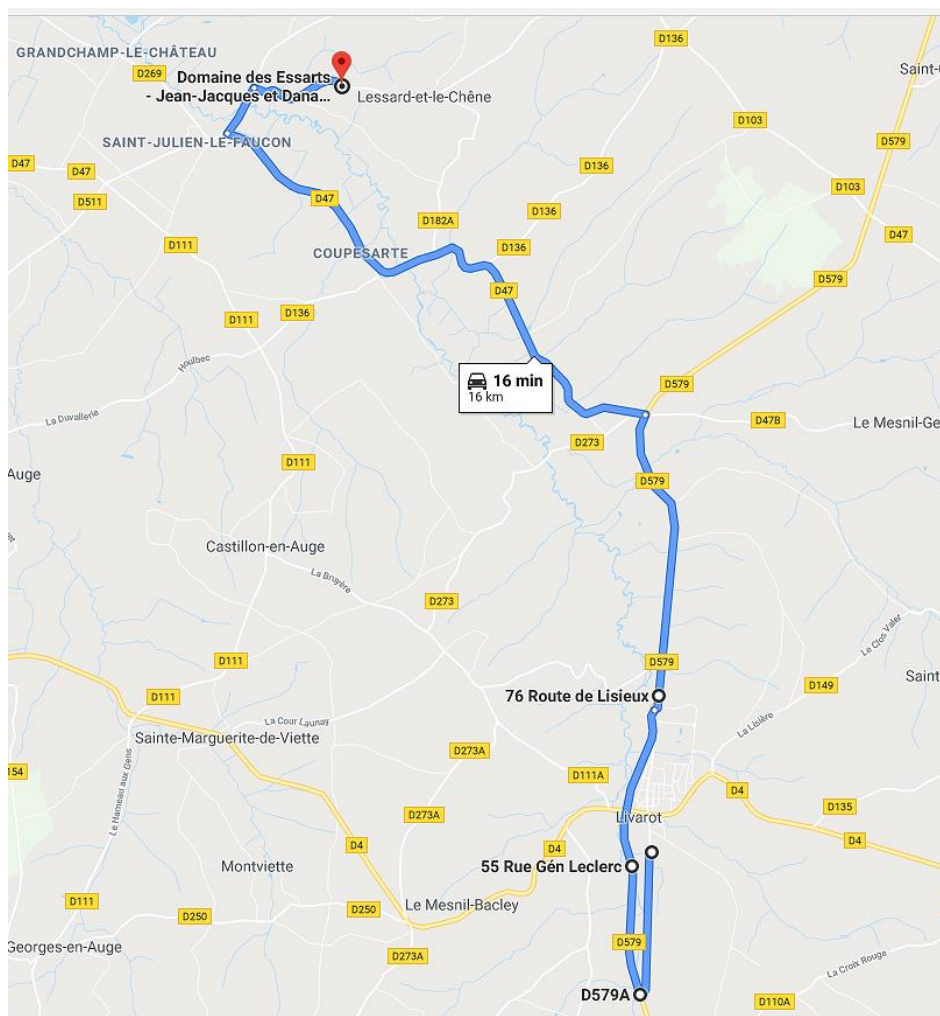 D136
GRANDCHAMP-LE-CHÂTEAU
D269
Domaine des Essarts
- Jean-Jacques et Dana...
Lessard-et-le-Chêne
Saint-
D103
D579
SAINT-JULIEN-LE-FAUCON
D47
D47
D136
D103
D511
D47
D136
D182A
D47
D111
D136
COUPESARTE
D579
D47
D136
D111
Houlbec
16 min
16 km
D579
La Duvallerie
D47B
Le Mesnil-Ge
D273
D111
Auge
D579
Castillon-en-Auge
La Bruyère
D273
Le Clos Valer
D111
D579
Saint
D149
D111
76 Route de Lisieux
La Cour Launay
La Lisière
Sainte-Marguerite-de-Viette
D273A
154
D111A
D4
Le Hameau aux Gens
D135
D273A
Livarot
D4
D4
D4
Montviette
55 Rue Gén Leclerc
D111
Le Mesnil-Bacley
D250
D250
D579
Georges-en-Auge
D273A
La Croix Rouge
D579A
D110A